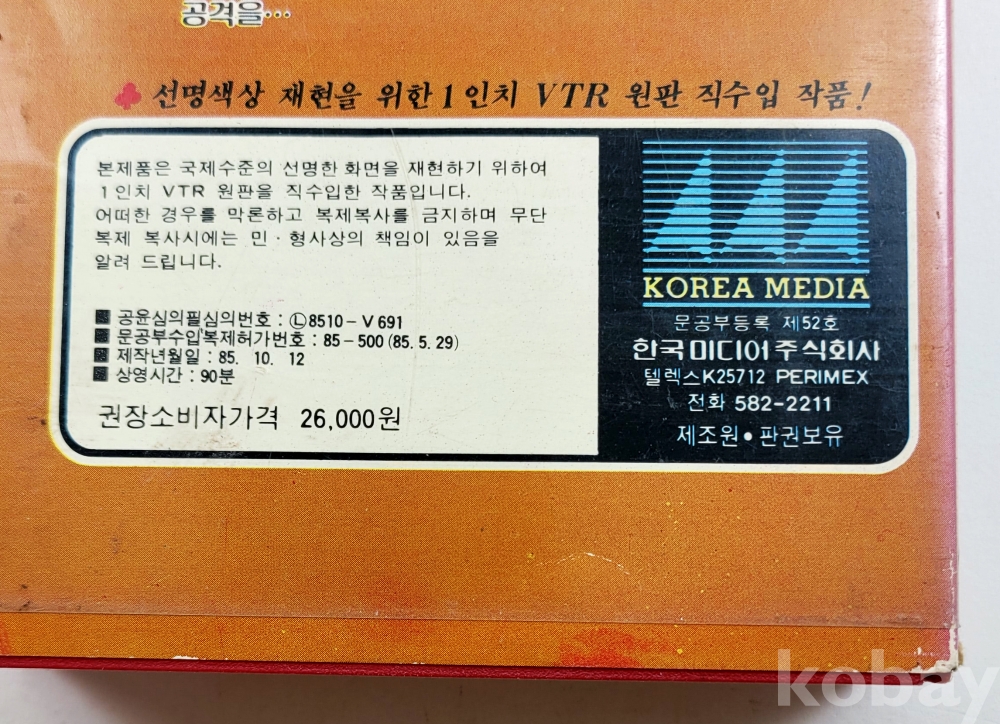 공격을…
♣ 선명색상 재현을 위한 1 인치 VTR 원판 직수입 작품!
본제품은 국제수준의 선명한 화면을 재현하기 위하여
1 인치 VTR 원판을 직수입한 작품입니다.
어떠한 경우를 막론하고 복제복사를 금지하며 무단
복제 복사시에는 민·형사상의 책임이 있음을
알려 드립니다.
공윤심의필심의번호 : Ⓛ8510-V 691
문공부수입복제허가번호 : 85-500 (85. 5. 29)
제작년월일 : 85. 10. 12
상영시간 : 90분
권장소비자가격 26,000원
KOREA MEDIA
문공부등록 제52호
한국미디어주식회사
텔렉스K25712 PERIMEX
전화 582-2211
제조원•판권보유
kobay